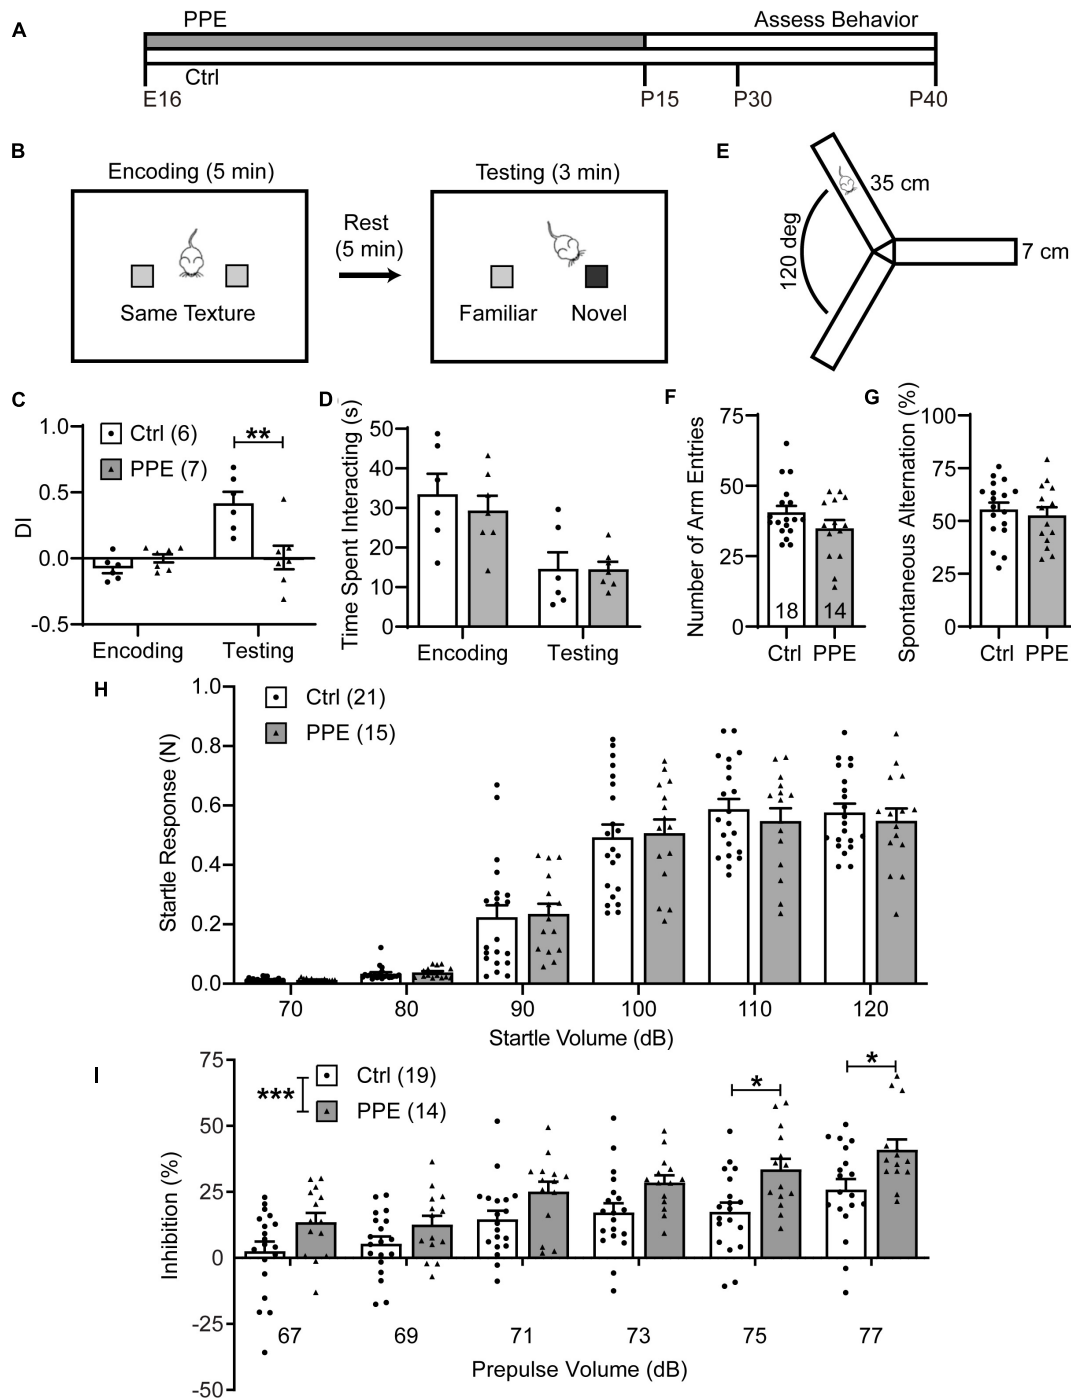 A
PPE
Assess Behavior
Ctrl
E16
P15
P30
P40
B
Encoding (5 min)
Rest
(5 min)
Testing (3 min)
Same Texture
Familiar
Novel
E
35 cm
7 cm
120 deg
C
DI
1.0
0.5
0.0
-0.5
Ctrl (6)
PPE (7)
**
Encoding
Testing
D
Time Spent Interacting (s)
50
40
30
20
10
0
Encoding
Testing
F
Number of Arm Entries
75
50
25
0
18
14
Ctrl
PPE
G
Spontaneous Alternation (%)
100
75
50
25
0
Ctrl
PPE
H
Startle Response (N)
1.0
0.8
0.6
0.4
0.2
0.0
Ctrl (21)
PPE (15)
70
80
90
100
110
120
Startle Volume (dB)
I
Inhibition (%)
75
50
25
0
-25
-50
***
Ctrl (19)
PPE (14)
*
*
67
69
71
73
75
77
Prepulse Volume (dB)